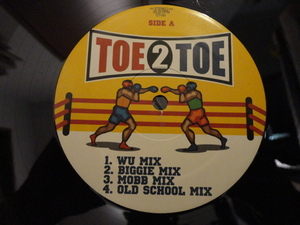 SIDE A
TOE 2 TOE
1. WU MIX
2. BIGGIE MIX
3. MOBB MIX
4. OLD SCHOOL MIX